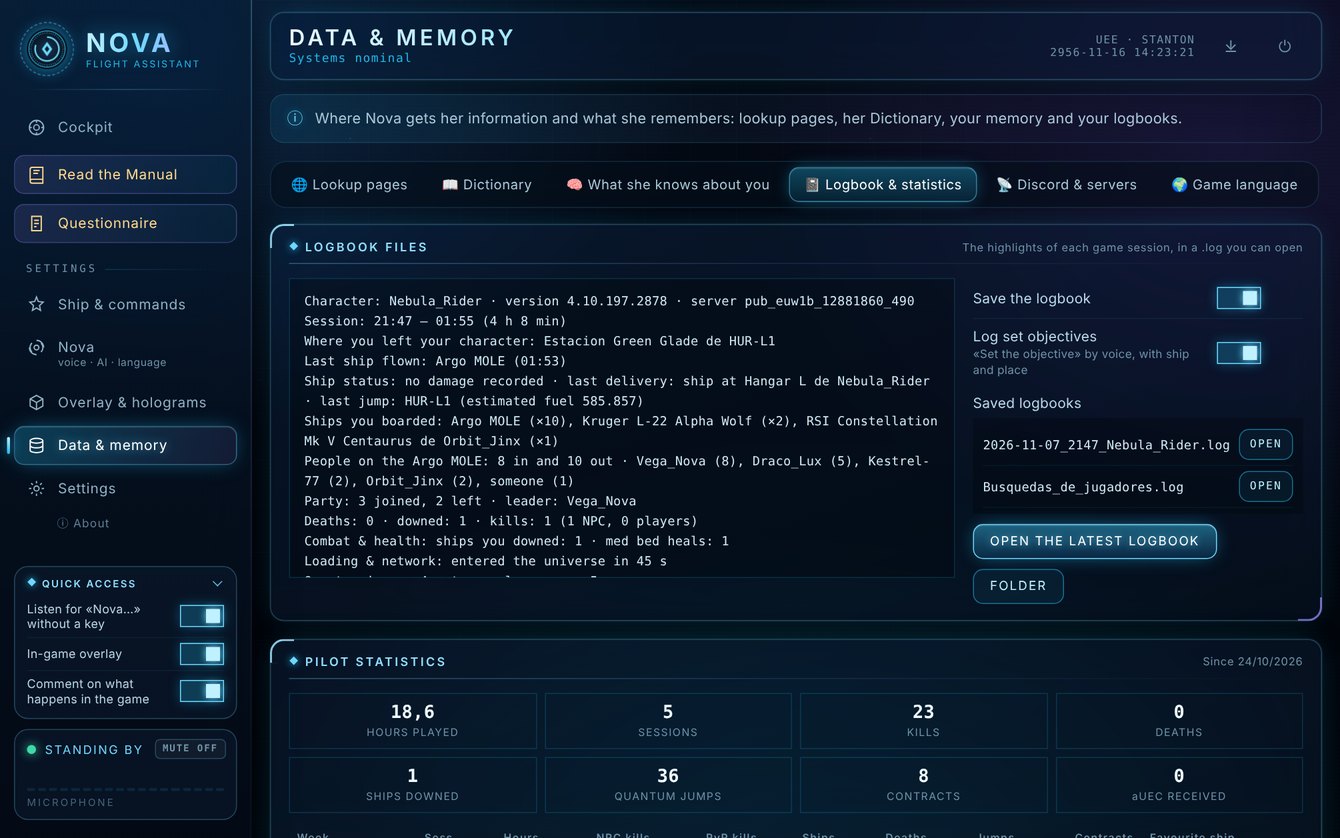 NOVA
FLIGHT ASSISTANT
Cockpit
Read the Manual
Questionnaire
SETTINGS
Ship & commands
Nova
voice · AI · language
Overlay & holograms
Data & memory
Settings
About
QUICK ACCESS
Listen for «Nova...»
without a key
In-game overlay
Comment on what
happens in the game
STANDING BY
MUTE OFF
MICROPHONE
DATA & MEMORY
Systems nominal
UEE · STANTON
2956-11-16 14:23:21
Where Nova gets her information and what she remembers: lookup pages, her Dictionary, your memory and your logbooks.
Lookup pages
Dictionary
What she knows about you
Logbook & statistics
Discord & servers
Game language
LOGBOOK FILES
The highlights of each game session, in a .log you can open
Character: Nebula_Rider · version 4.10.197.2878 · server pub_euw1b_12881860_490
Session: 21:47 — 01:55 (4 h 8 min)
Where you left your character: Estacion Green Glade de HUR-L1
Last ship flown: Argo MOLE (01:53)
Ship status: no damage recorded · last delivery: ship at Hangar L de Nebula_Rider
· last jump: HUR-L1 (estimated fuel 585.857)
Ships you boarded: Argo MOLE (×10), Kruger L-22 Alpha Wolf (×2), RSI Constellation
Mk V Centaurus de Orbit_Jinx (×1)
People on the Argo MOLE: 8 in and 10 out · Vega_Nova (8), Draco_Lux (5), Kestrel-
77 (2), Orbit_Jinx (2), someone (1)
Party: 3 joined, 2 left · leader: Vega_Nova
Deaths: 0 · downed: 1 · kills: 1 (1 NPC, 0 players)
Combat & health: ships you downed: 1 · med bed heals: 1
Loading & network: entered the universe in 45 s
Save the logbook
Log set objectives
«Set the objective» by voice, with ship
and place
Saved logbooks
2026-11-07_2147_Nebula_Rider.log
OPEN
Busquedas_de_jugadores.log
OPEN
OPEN THE LATEST LOGBOOK
FOLDER
PILOT STATISTICS
Since 24/10/2026
18,6
HOURS PLAYED
5
SESSIONS
23
KILLS
0
DEATHS
1
SHIPS DOWNED
36
QUANTUM JUMPS
8
CONTRACTS
0
aUEC RECEIVED
Week Sess. Hours NPC kills PvP kills Ships Deaths Jumps Contracts Favourite ship